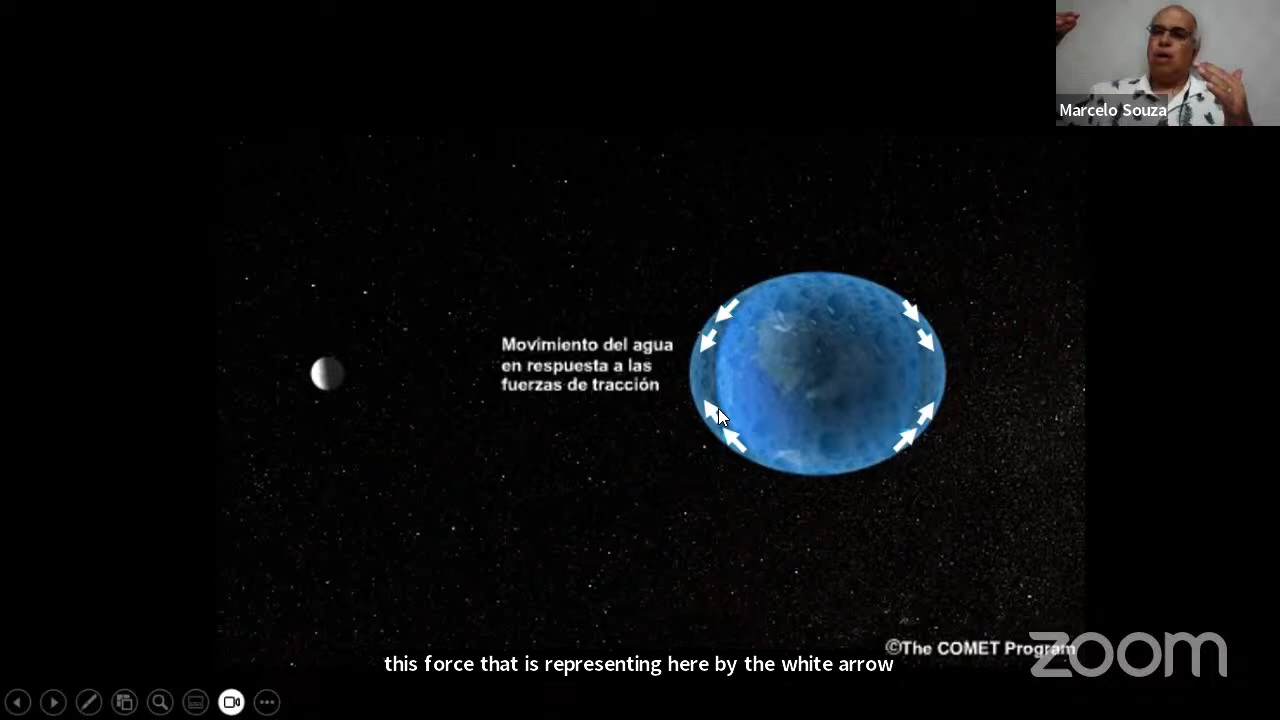 Marcelo Souza
Movimiento del agua
en respuesta a las
fuerzas de tracción
©The COMET Program
zoom
this force that is representing here by the white arrow